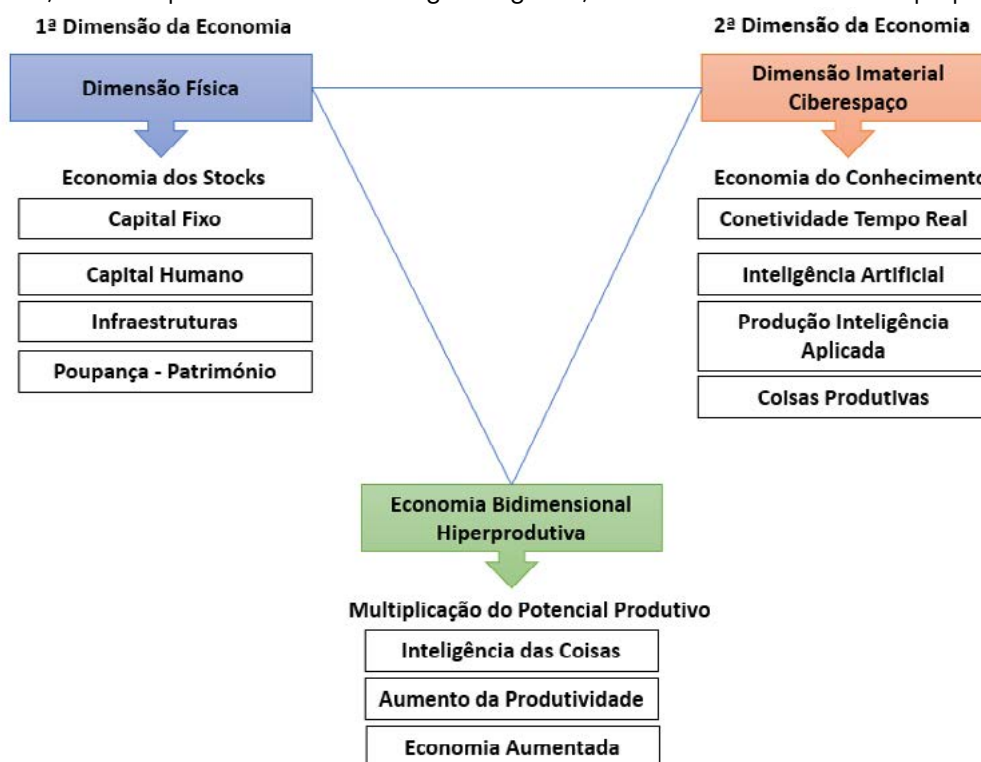 1ª Dimensão da Economia
Dimensão Física
Economia dos Stocks
Capital Fixo
Capital Humano
Infraestruturas
Poupança - Património
2ª Dimensão da Economia
Dimensão Imaterial
Ciberespaço
Economia do Conhecimento
Conetividade Tempo Real
Inteligência Artificial
Produção Inteligência
Aplicada
Coisas Produtivas
Economia Bidimensional
Hiperprodutiva
Multiplicação do Potencial Produtivo
Inteligência das Coisas
Aumento da Produtividade
Economia Aumentada